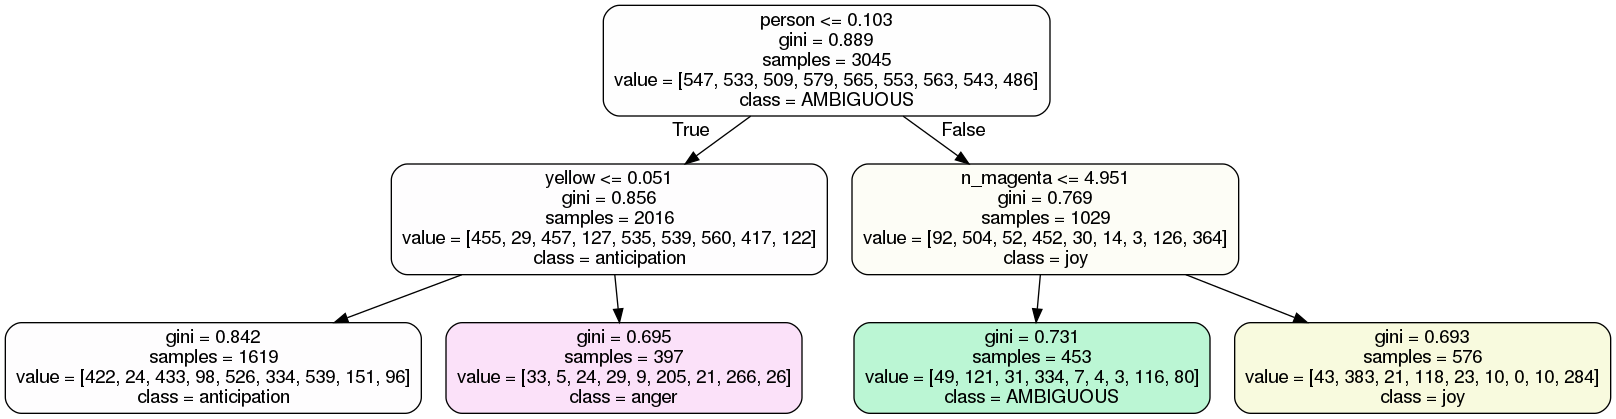 person <= 0.103
gini = 0.889
samples = 3045
value = [547, 533, 509, 579, 565, 553, 563, 543, 486]
class = AMBIGUOUS
True
False
yellow <= 0.051
gini = 0.856
samples = 2016
value = [455, 29, 457, 127, 535, 539, 560, 417, 122]
class = anticipation
n_magenta <= 4.951
gini = 0.769
samples = 1029
value = [92, 504, 52, 452, 30, 14, 3, 126, 364]
class = joy
gini = 0.842
samples = 1619
value = [422, 24, 433, 98, 526, 334, 539, 151, 96]
class = anticipation
gini = 0.695
samples = 397
value = [33, 5, 24, 29, 9, 205, 21, 266, 26]
class = anger
gini = 0.731
samples = 453
value = [49, 121, 31, 334, 7, 4, 3, 116, 80]
class = AMBIGUOUS
gini = 0.693
samples = 576
value = [43, 383, 21, 118, 23, 10, 0, 10, 284]
class = joy